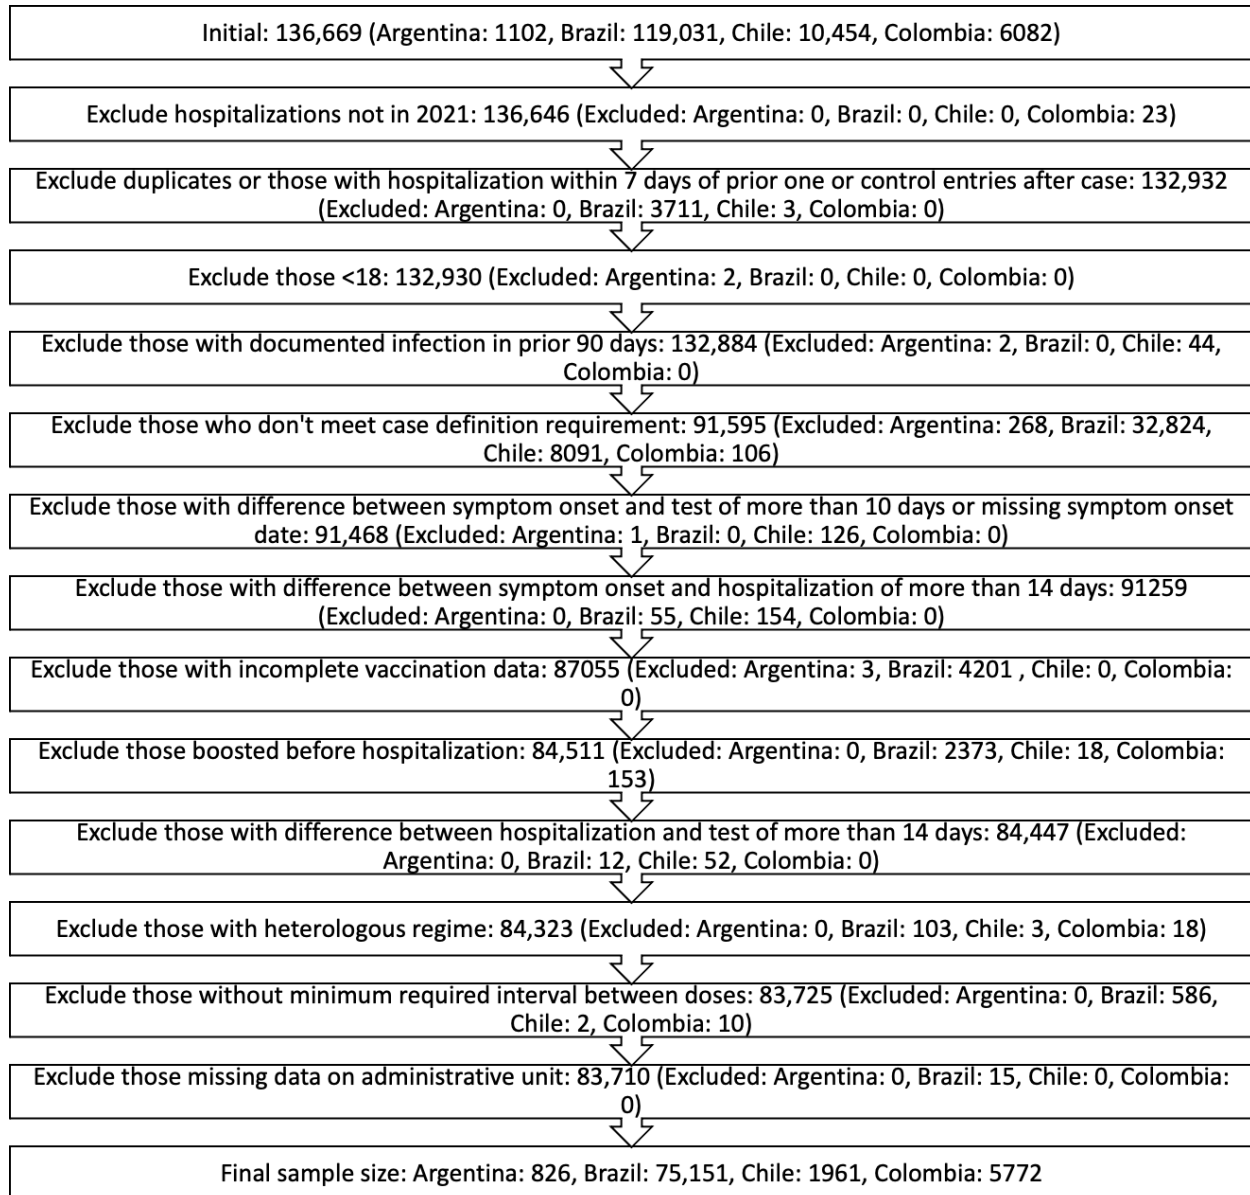 Initial: 136,669 (Argentina: 1102, Brazil: 119,031, Chile: 10,454, Colombia: 6082)
Exclude hospitalizations not in 2021: 136,646 (Excluded: Argentina: 0, Brazil: 0, Chile: 0, Colombia: 23)
Exclude duplicates or those with hospitalization within 7 days of prior one or control entries after case: 132,932
(Excluded: Argentina: 0, Brazil: 3711, Chile: 3, Colombia: 0)
Exclude those <18: 132,930 (Excluded: Argentina: 2, Brazil: 0, Chile: 0, Colombia: 0)
Exclude those with documented infection in prior 90 days: 132,884 (Excluded: Argentina: 2, Brazil: 0, Chile: 44,
Colombia: 0)
Exclude those who don't meet case definition requirement: 91,595 (Excluded: Argentina: 268, Brazil: 32,824,
Chile: 8091, Colombia: 106)
Exclude those with difference between symptom onset and test of more than 10 days or missing symptom onset
date: 91,468 (Excluded: Argentina: 1, Brazil: 0, Chile: 126, Colombia: 0)
Exclude those with difference between symptom onset and hospitalization of more than 14 days: 91259
(Excluded: Argentina: 0, Brazil: 55, Chile: 154, Colombia: 0)
Exclude those with incomplete vaccination data: 87055 (Excluded: Argentina: 3, Brazil: 4201 , Chile: 0, Colombia:
0)
Exclude those boosted before hospitalization: 84,511 (Excluded: Argentina: 0, Brazil: 2373, Chile: 18, Colombia:
153)
Exclude those with difference between hospitalization and test of more than 14 days: 84,447 (Excluded:
Argentina: 0, Brazil: 12, Chile: 52, Colombia: 0)
Exclude those with heterologous regime: 84,323 (Excluded: Argentina: 0, Brazil: 103, Chile: 3, Colombia: 18)
Exclude those without minimum required interval between doses: 83,725 (Excluded: Argentina: 0, Brazil: 586,
Chile: 2, Colombia: 10)
Exclude those missing data on administrative unit: 83,710 (Excluded: Argentina: 0, Brazil: 15, Chile: 0, Colombia:
0)
Final sample size: Argentina: 826, Brazil: 75,151, Chile: 1961, Colombia: 5772